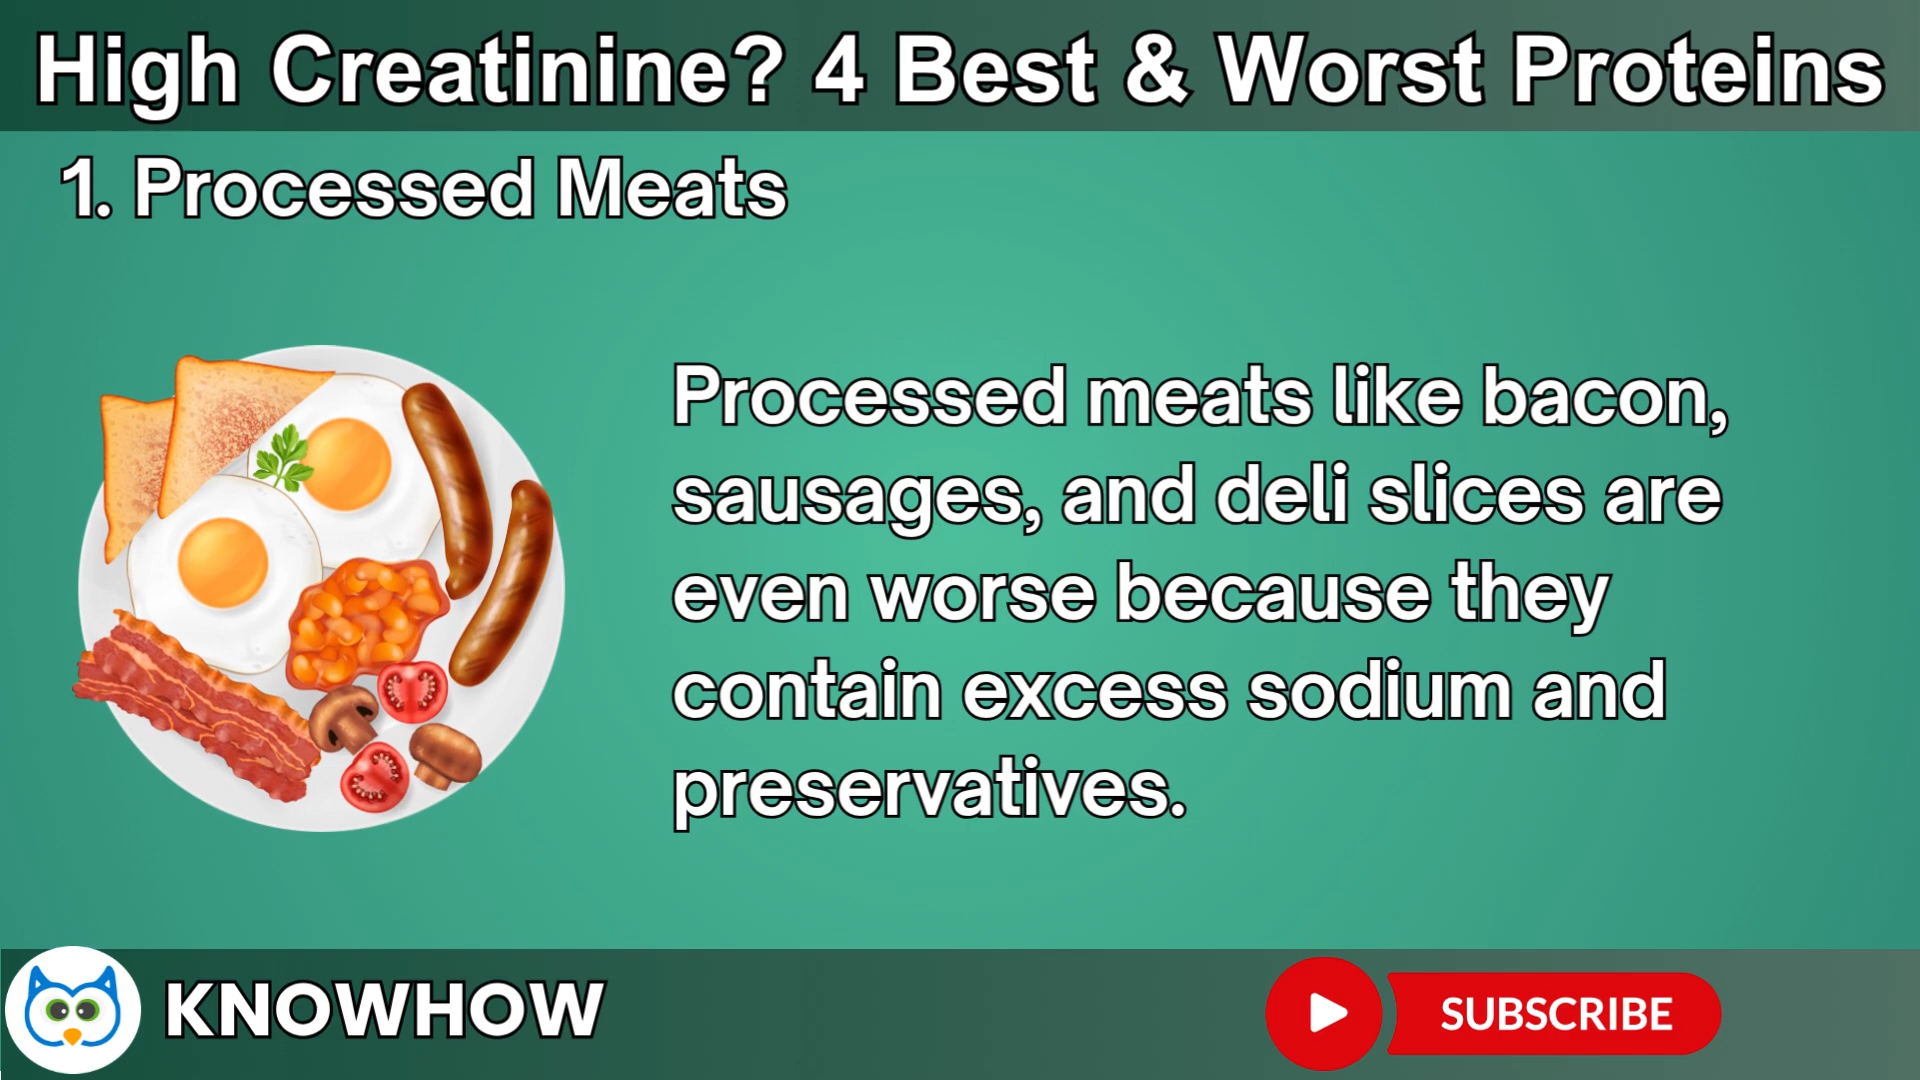 High Creatinine? 4 Best & Worst Proteins
1. Processed Meats
Processed meats like bacon,
sausages, and deli slices are
even worse because they
contain excess sodium and
preservatives.
KNOWHOW
SUBSCRIBE